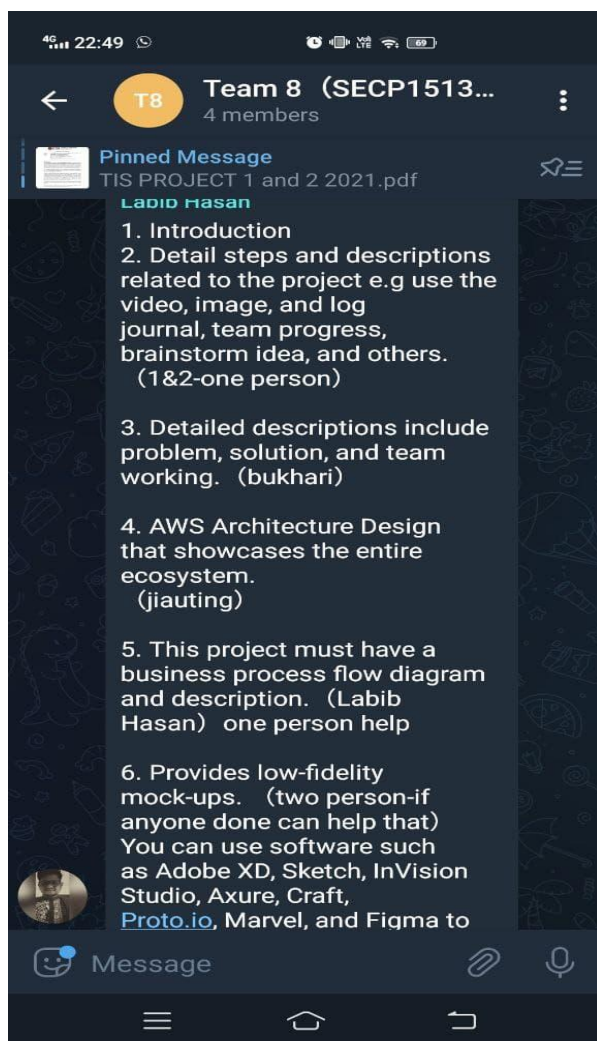 4G 22:49 VoLTE 69
T8 Team 8（SECP1513...
4 members
Pinned Message
TIS PROJECT 1 and 2 2021.pdf
Labib Hasan
1. Introduction
2. Detail steps and descriptions
related to the project e.g use the
video, image, and log
journal, team progress,
brainstorm idea, and others.
（1&2-one person）
3. Detailed descriptions include
problem, solution, and team
working.（bukhari）
4. AWS Architecture Design
that showcases the entire
ecosystem.
（jiauting）
5. This project must have a
business process flow diagram
and description.（Labib
Hasan）one person help
6. Provides low-fidelity
mock-ups.（two person-if
anyone done can help that）
You can use software such
as Adobe XD, Sketch, InVision
Studio, Axure, Craft,
Proto.io, Marvel, and Figma to
Message